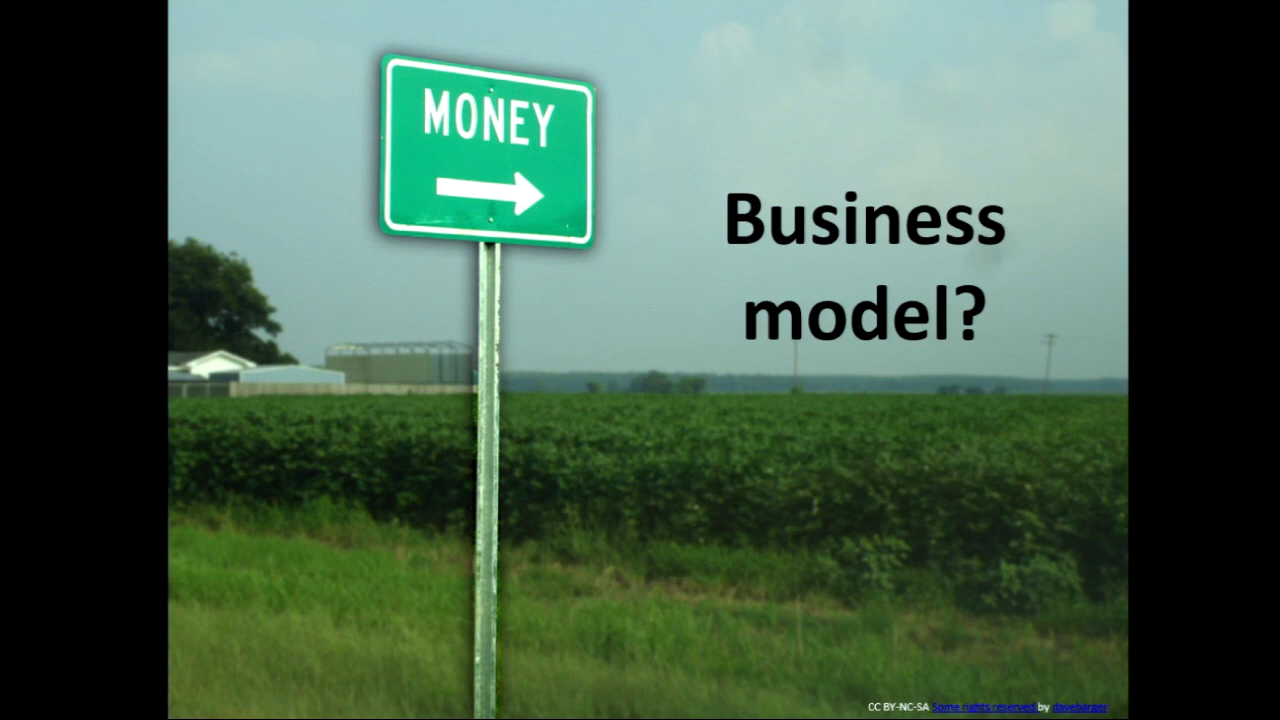 MONEY
Business
model?
CC BY-NC-SA Some rights reserved by davebarger